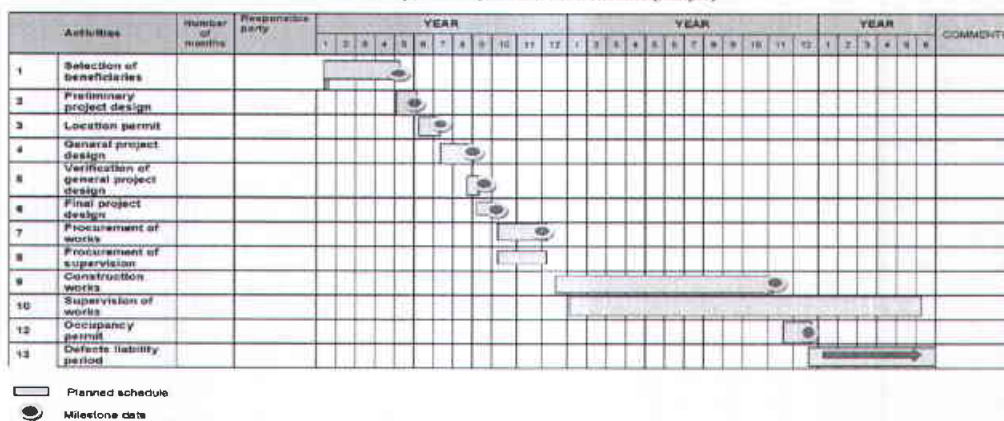 Activities
Number
of
months
Responsible
party
YEAR
YEAR
YEAR
COMMENTS
1 2 3 4 5 6 7 8 9 10 11 12 1 2 3 4 5 6 7 8 9 10 11 12 1 2 3 4 5 6
1
Selection of
beneficiaries
2
Preliminary
project design
3
Location permit
4
General project
design
5
Verification of
general project
design
6
Final project
design
7
Procurement of
works
8
Procurement of
supervision
9
Construction
works
10
Supervision of
works
12
Occupancy
permit
13
Defects liability
period
Planned schedule
Milestone date